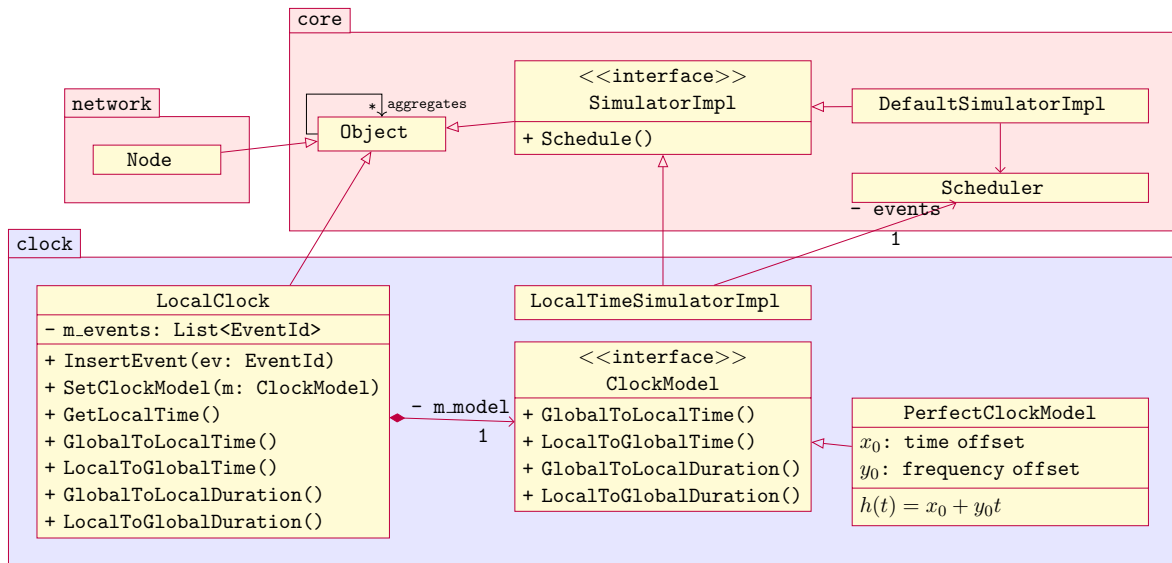 core
<<interface>>
SimulatorImpl
+ Schedule()
DefaultSimulatorImpl
Scheduler
* aggregates
Object
network
Node
- events
1
clock
LocalClock
- m_events: List<EventId>
+ InsertEvent(ev: EventId)
+ SetClockModel(m: ClockModel)
+ GetLocalTime()
+ GlobalToLocalTime()
+ LocalToGlobalTime()
+ GlobalToLocalDuration()
+ LocalToGlobalDuration()
- m_model
1
LocalTimeSimulatorImpl
<<interface>>
ClockModel
+ GlobalToLocalTime()
+ LocalToGlobalTime()
+ GlobalToLocalDuration()
+ LocalToGlobalDuration()
PerfectClockModel
x₀: time offset
y₀: frequency offset
h(t) = x₀ + y₀t